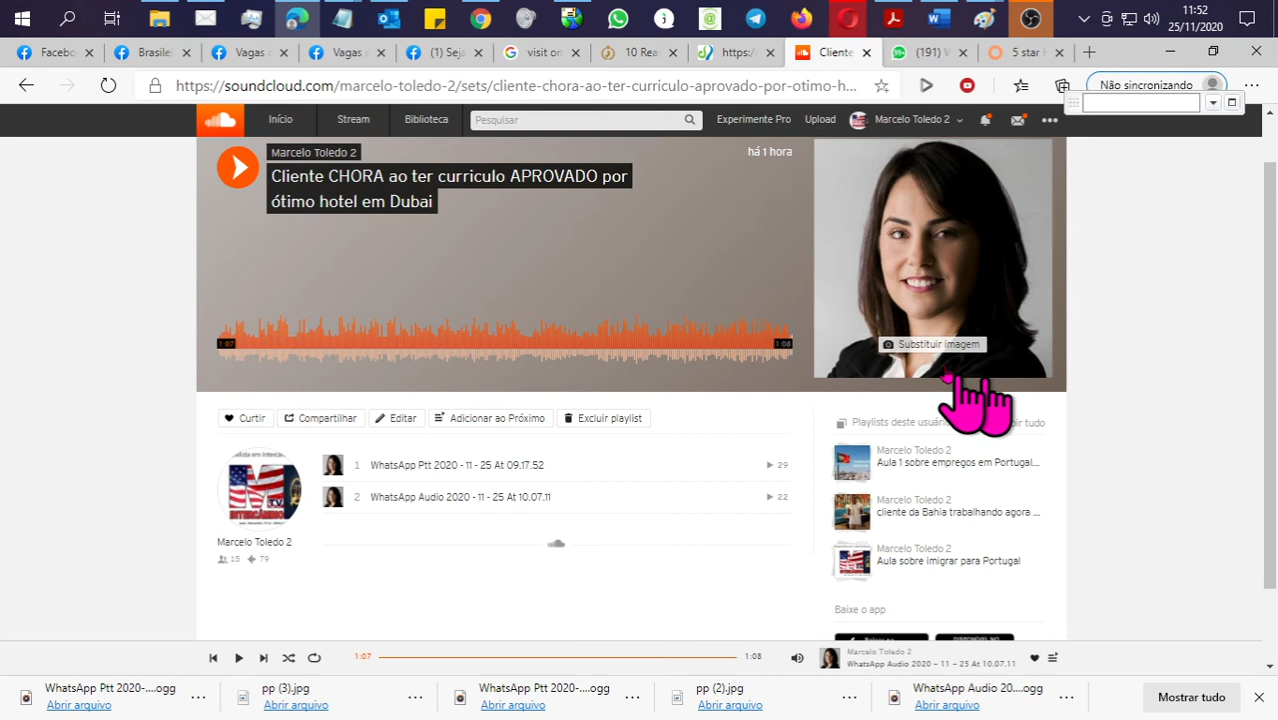 11:52
25/11/2020
Facebo
Brasilei
Vagas c
Vagas c
(1) Seja
visit on
10 Rea
https:/
Cliente
(191) W
5 star H
https://soundcloud.com/marcelo-toledo-2/sets/cliente-chora-ao-ter-curriculo-aprovado-por-otimo-h...
Não sincronizando
Início
Stream
Biblioteca
Pesquisar
Experimente Pro
Upload
Marcelo Toledo 2
Marcelo Toledo 2
há 1 hora
Cliente CHORA ao ter curriculo APROVADO por
ótimo hotel em Dubai
1:07
1:08
Substituir imagem
Curtir
Compartilhar
Editar
Adicionar ao Próximo
Excluir playlist
1 WhatsApp Ptt 2020 - 11 - 25 At 09.17.52
29
2 WhatsApp Audio 2020 - 11 - 25 At 10.07.11
22
Marcelo Toledo 2
15 79
Playlists deste usuár
ir tudo
Marcelo Toledo 2
Aula 1 sobre empregos em Portugal...
Marcelo Toledo 2
cliente da Bahia trabalhando agora ...
Marcelo Toledo 2
Aula sobre imigrar para Portugal
Baixe o app
1:07
1:08
Marcelo Toledo 2
WhatsApp Audio 2020 - 11 - 25 At 10.07.11
WhatsApp Ptt 2020-....ogg
Abrir arquivo
pp (3).jpg
Abrir arquivo
WhatsApp Ptt 2020-....ogg
Abrir arquivo
pp (2).jpg
Abrir arquivo
WhatsApp Audio 20....ogg
Abrir arquivo
Mostrar tudo